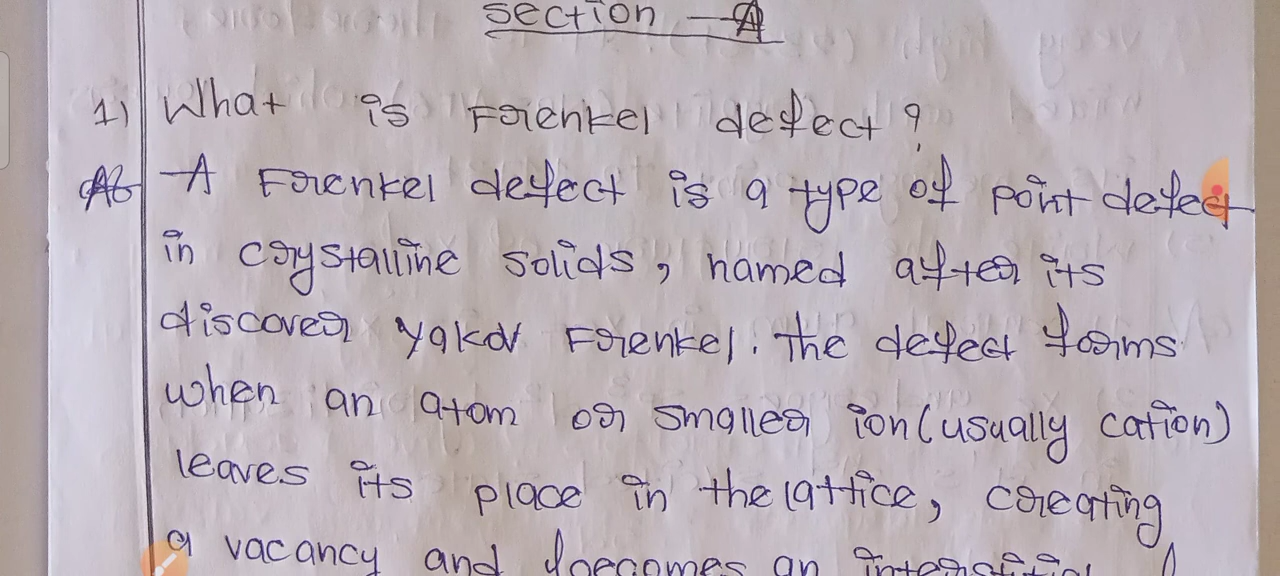 section - A
1) What is Frenkel defect?
A Frenkel defect is a type of point defect
in crystalline solids, named after its
discover yakov Frenkel. the defect forms
when an atom or smaller ion (usually cation)
leaves its place in the lattice, creating
a vacancy and becomes an interstitial